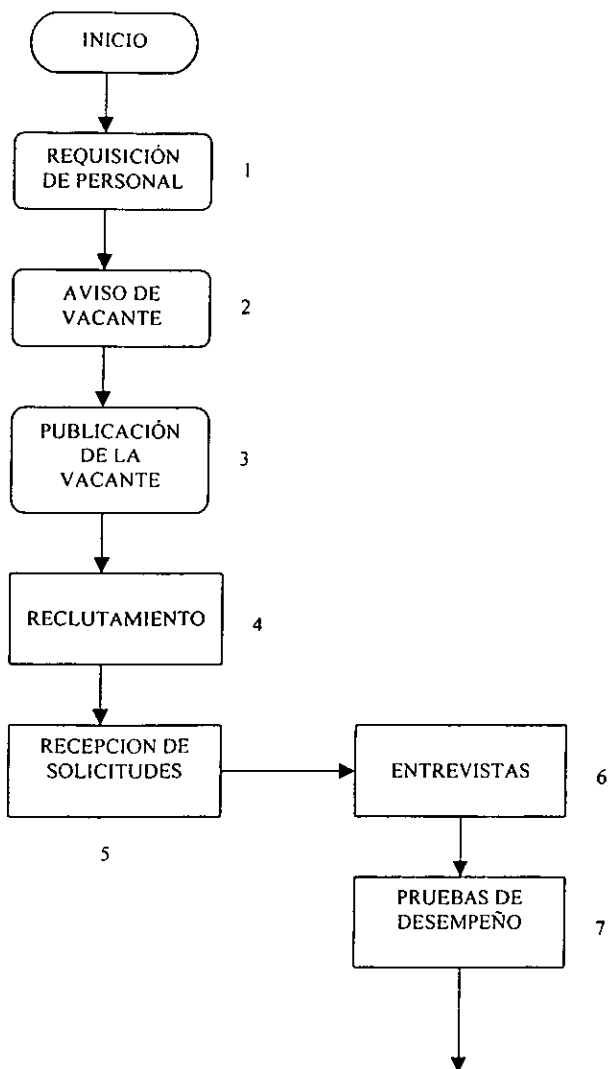 INICIO
REQUISICIÓN
DE PERSONAL
1
AVISO DE
VACANTE
2
PUBLICACIÓN
DE LA
VACANTE
3
RECLUTAMIENTO
4
RECEPCION DE
SOLICITUDES
5
ENTREVISTAS
6
PRUEBAS DE
DESEMPEÑO
7